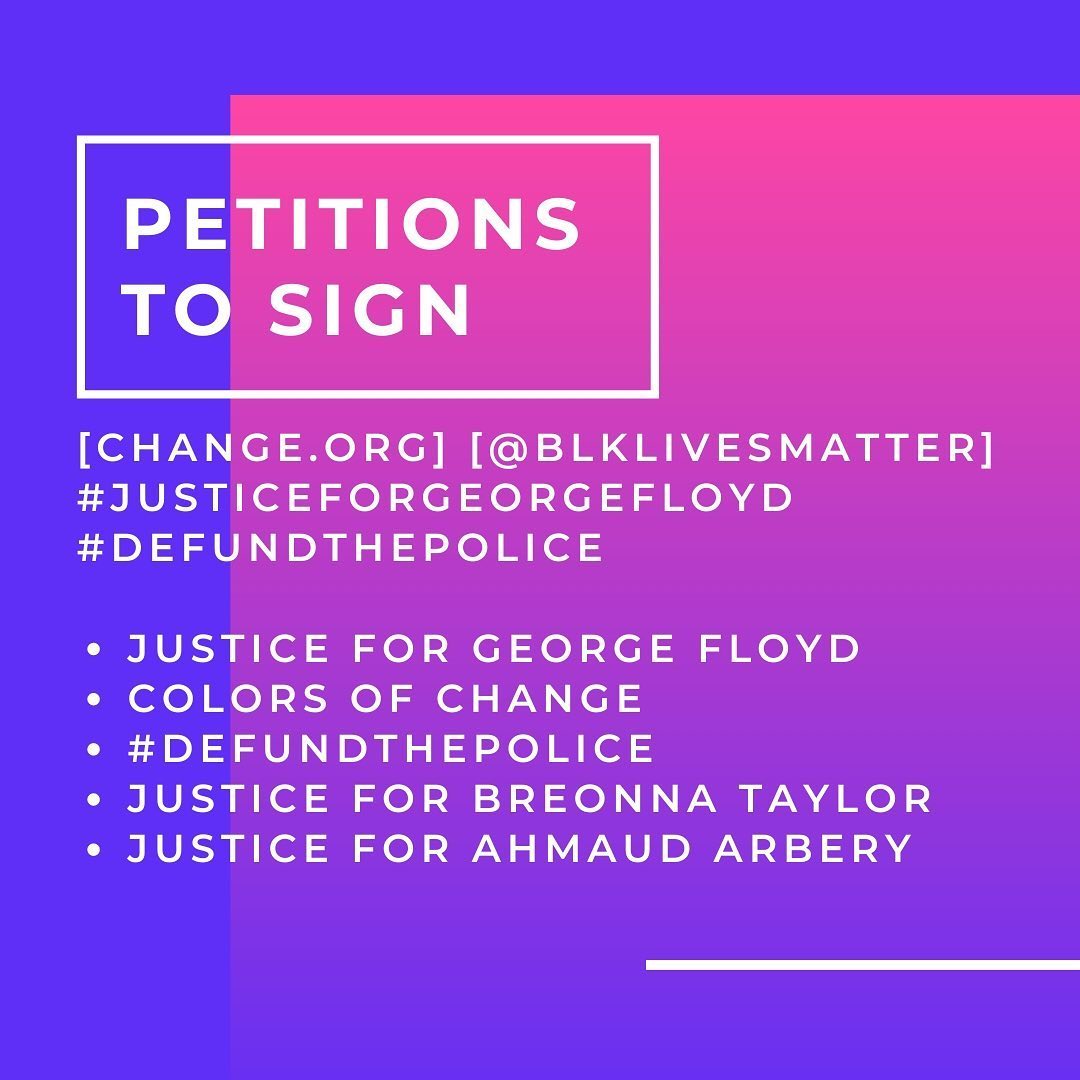 PETITIONS
TO SIGN
[CHANGE.ORG] [@BLKLIVESMATTER]
#JUSTICEFORGEORGEFLOYD
#DEFUNDTHEPOLICE
• JUSTICE FOR GEORGE FLOYD
• COLORS OF CHANGE
• #DEFUNDTHEPOLICE
• JUSTICE FOR BREONNA TAYLOR
• JUSTICE FOR AHMAUD ARBERY